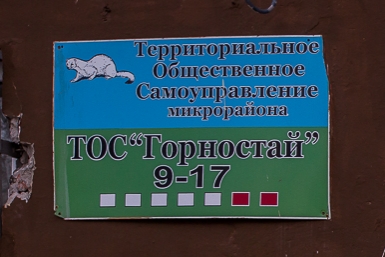 Территориальное
Общественное
Самоуправление
микрорайона
ТОС "Горностай"
9-17